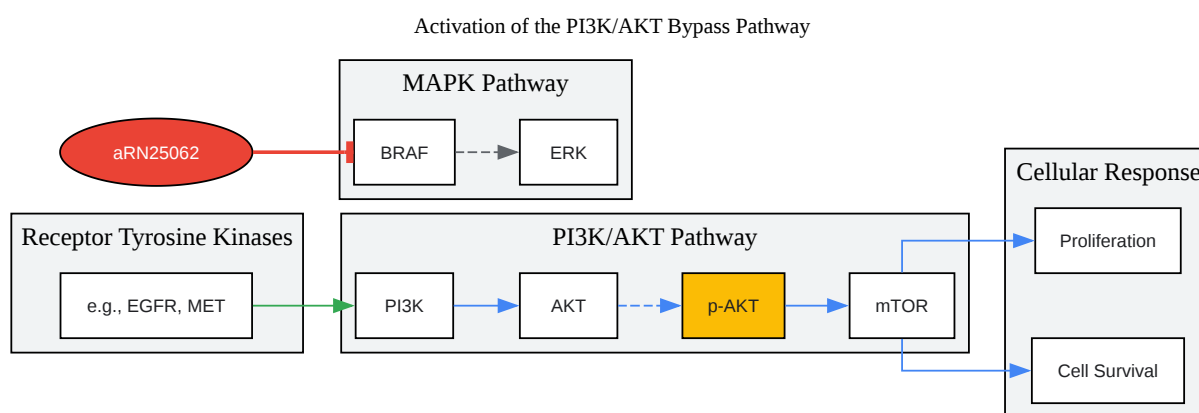 Activation of the PI3K/AKT Bypass Pathway
MAPK Pathway
aRN25062
BRAF
ERK
Cellular Response
Receptor Tyrosine Kinases
PI3K/AKT Pathway
Proliferation
e.g., EGFR, MET
PI3K
AKT
p-AKT
mTOR
Cell Survival